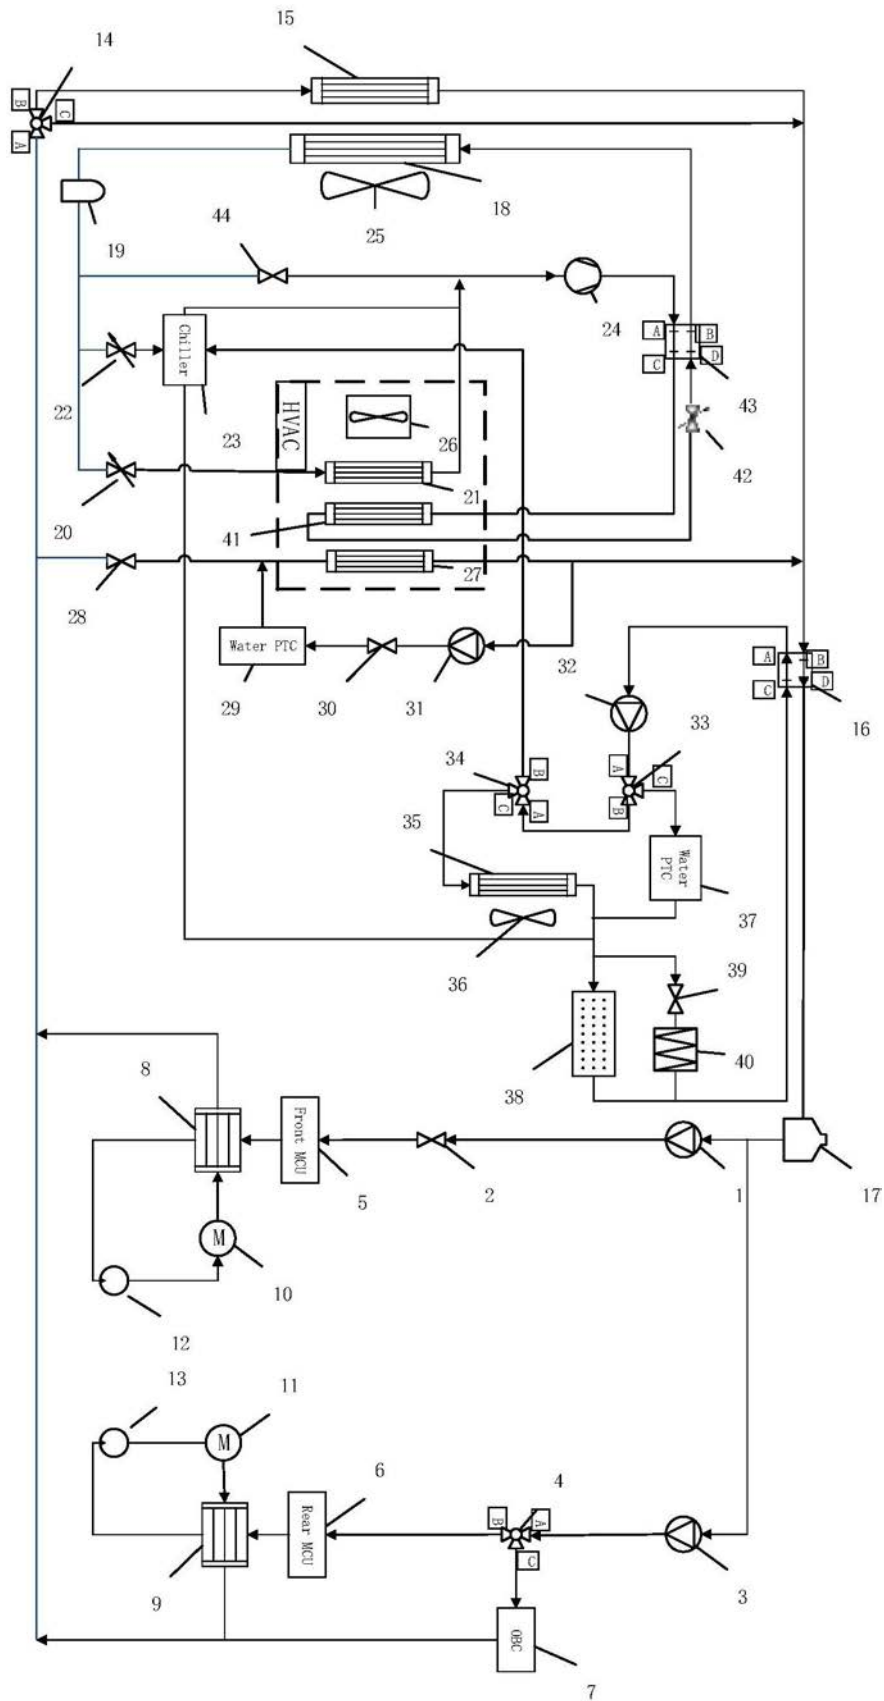 15
14
B
C
A
18
25
19
44
24
A
B
C
D
43
Chiller
22
23
HVAC
26
42
21
20
41
27
28
Water PTC
29
30
31
32
A
B
C
D
16
34
33
B
C
A
A
C
B
35
Water
PTC
37
36
39
38
40
8
Front MCU
5
2
1
17
M
10
12
13
11
M
6
4
Rear MCU
B
A
C
9
3
OBC
7